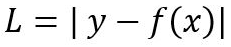 L = | y − f(x)|